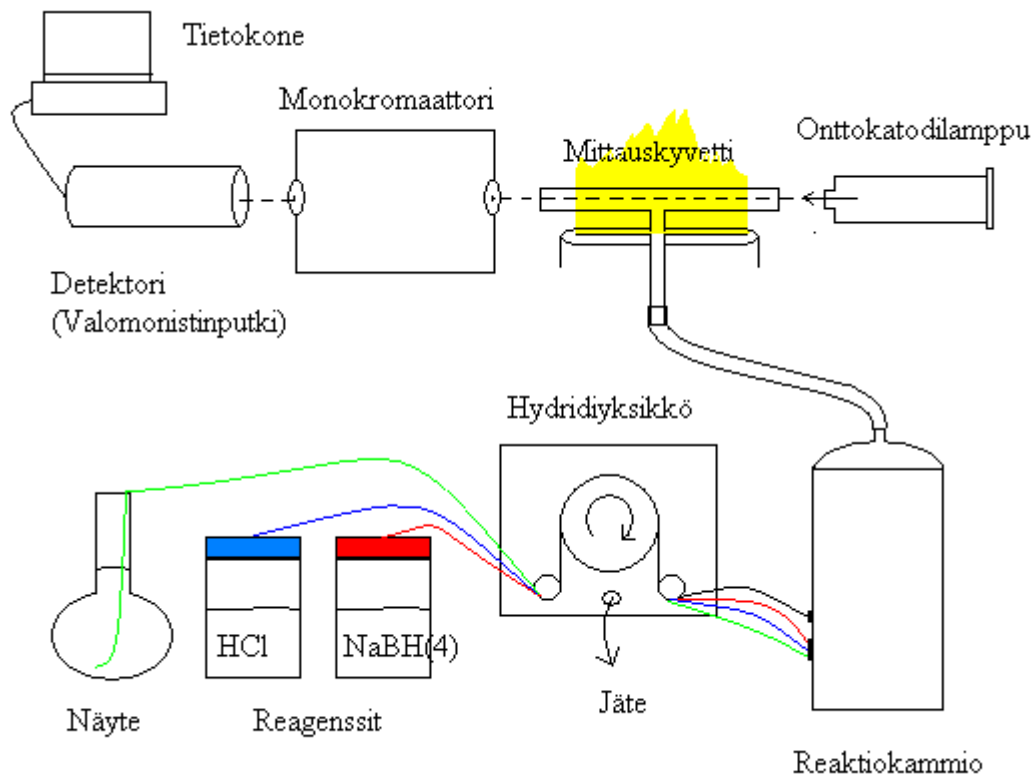 Tietokone
Monokromaattori
Mittauskyvetti
Onttokatodilamppu
Detektori
(Valomonistinputki)
Hydridiyksikkö
HCl
NaBH(4)
Näyte
Reagenssit
Jäte
Reaktiokammio